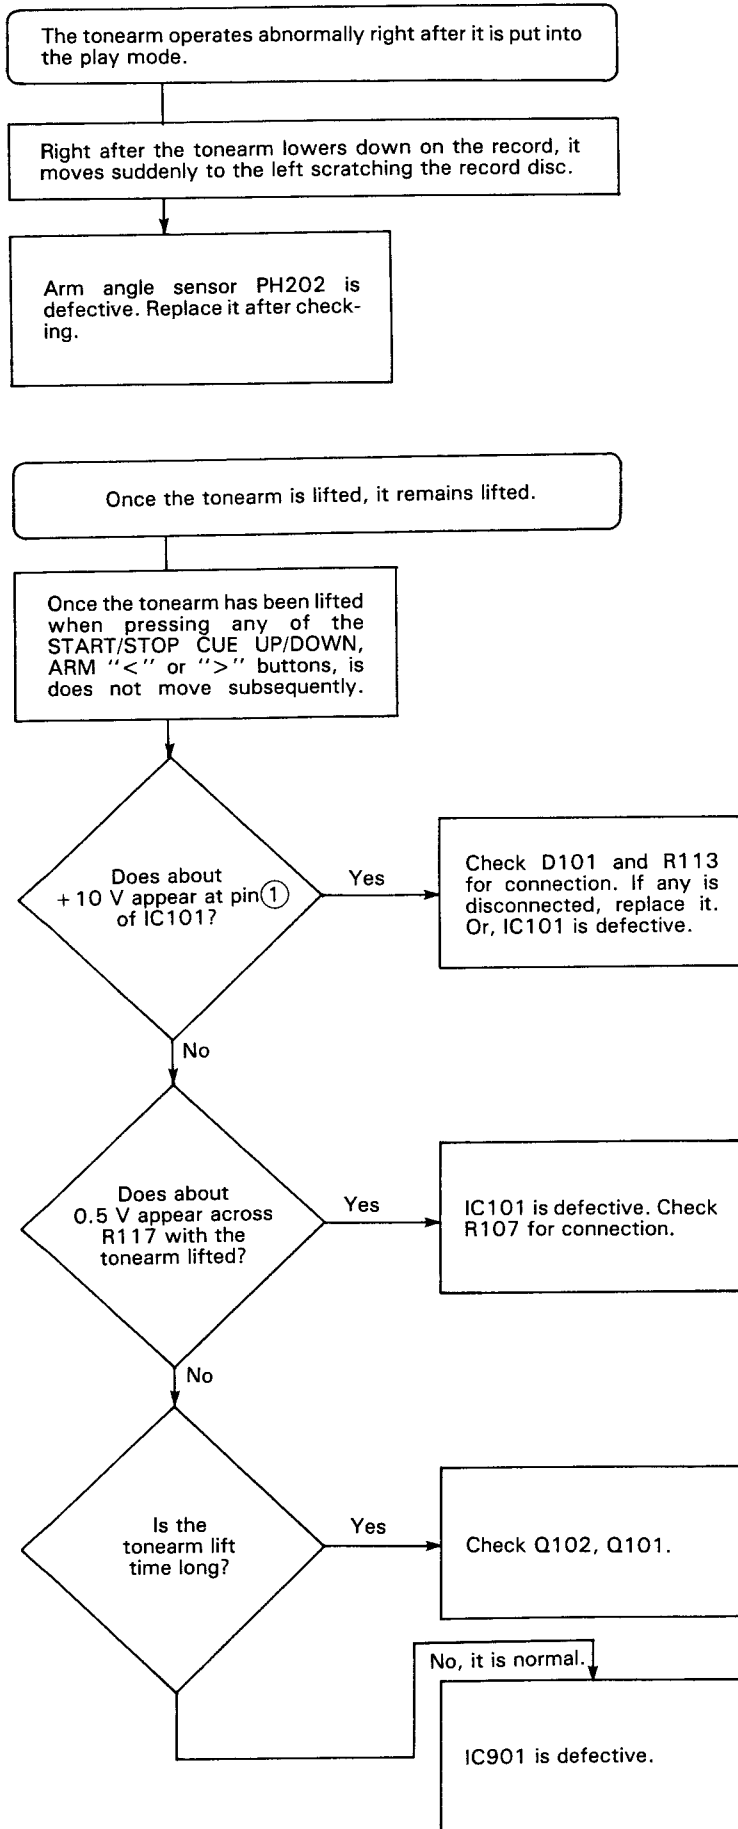 The tonearm operates abnormally right after it is put into
the play mode.
Right after the tonearm lowers down on the record, it
moves suddenly to the left scratching the record disc.
Arm angle sensor PH202 is
defective. Replace it after check-
ing.
Once the tonearm is lifted, it remains lifted.
Once the tonearm has been lifted
when pressing any of the
START/STOP CUE UP/DOWN,
ARM "<" or ">" buttons, is
does not move subsequently.
Does about
+10 V appear at pin①
of IC101?
Yes
Check D101 and R113
for connection. If any is
disconnected, replace it.
Or, IC101 is defective.
No
Does about
0.5 V appear across
R117 with the
tonearm lifted?
Yes
IC101 is defective. Check
R107 for connection.
No
Is the
tonearm lift
time long?
Yes
Check Q102, Q101.
No, it is normal.
IC901 is defective.